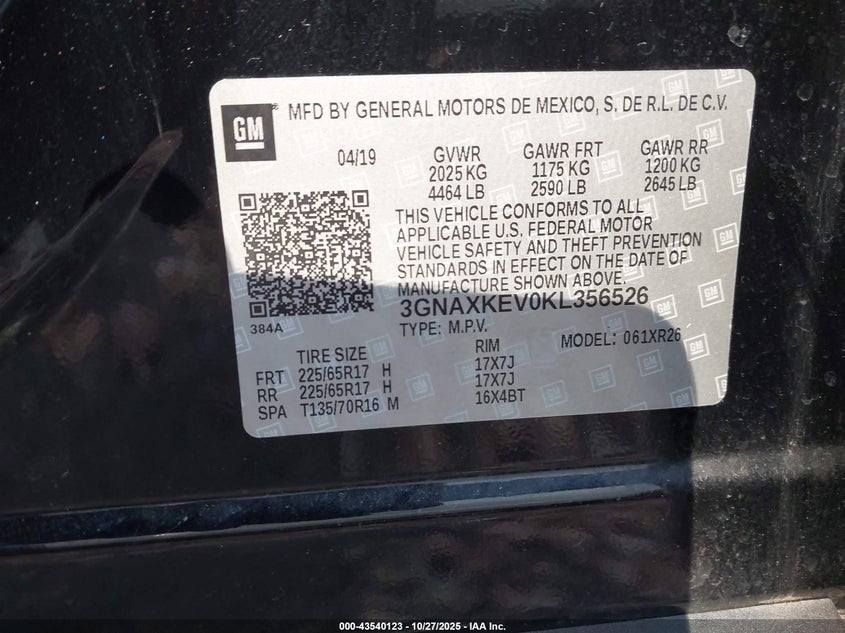 GM
MFD BY GENERAL MOTORS DE MEXICO, S. DE R.L. DE C.V.
04/19 GVWR GAWR FRT GAWR RR
2025 KG 1175 KG 1200 KG
4464 LB 2590 LB 2645 LB
THIS VEHICLE CONFORMS TO ALL
APPLICABLE U.S. FEDERAL MOTOR
VEHICLE SAFETY AND THEFT PREVENTION
STANDARDS IN EFFECT ON THE DATE OF
MANUFACTURE SHOWN ABOVE.
3GNAXKEV0KL356526
384A
TYPE: M.P.V. MODEL: 061XR26
TIRE SIZE RIM
FRT 225/65R17 H 17X7J
RR 225/65R17 H 17X7J
SPA T135/70R16 M 16X4BT
000-43540123 - 10/27/2025 - IAA Inc.